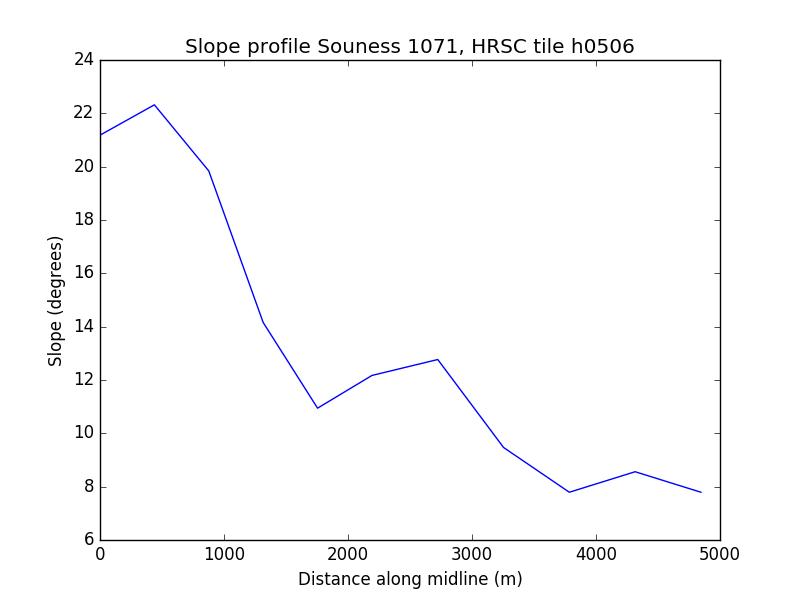 Slope profile Souness 1071, HRSC tile h0506
24
22
20
18
16
14
12
10
8
6
Slope (degrees)
0 1000 2000 3000 4000 5000
Distance along midline (m)